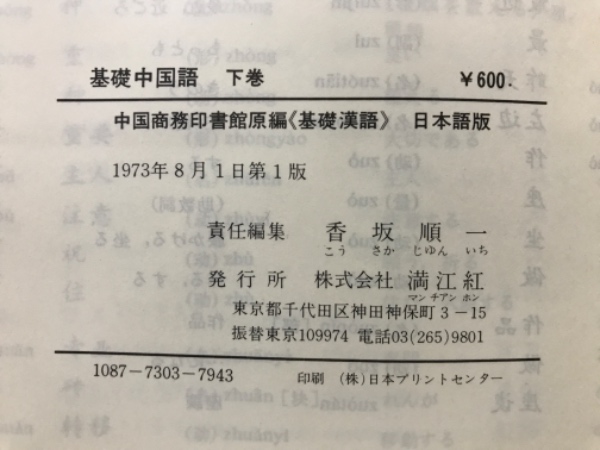 基礎中国語 下巻 ￥600.
中国商務印書館原編《基礎漢語》 日本語版
1973年8月1日第1版
責任編集 香坂順一
こう さか じゆん いち
発行所 株式会社 満江紅
マン チアン ホン
東京都千代田区神田神保町3−15
振替東京109974 電話03(265)9801
1087−7303−7943 印刷 (株)日本プリントセンター